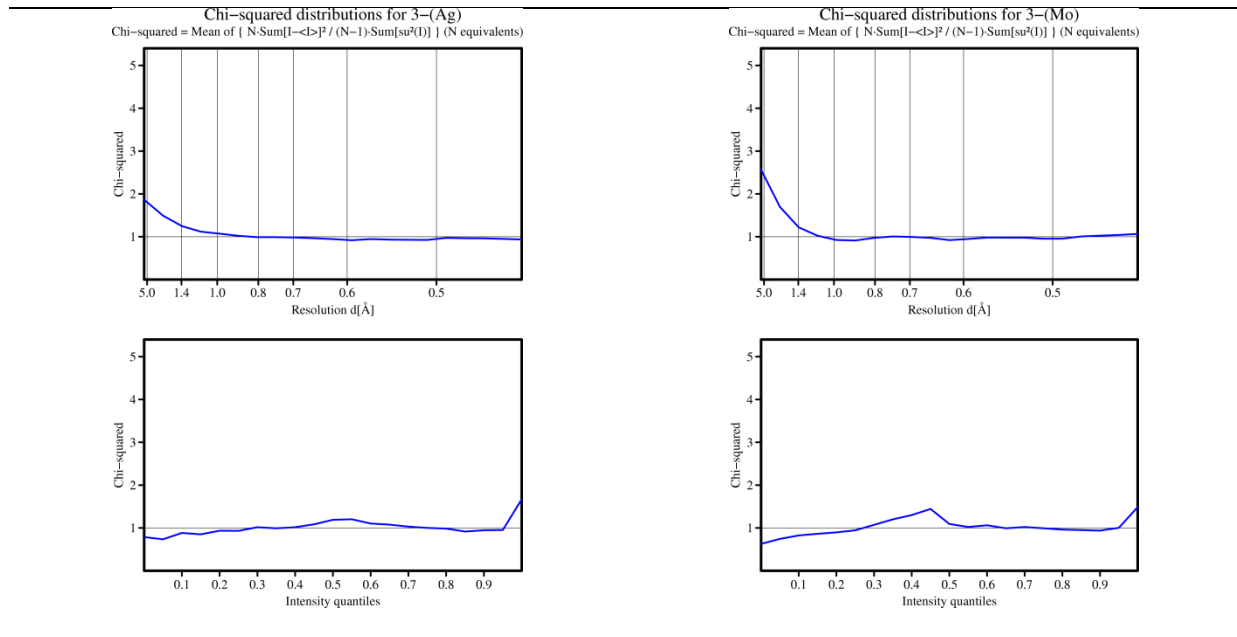 Chi−squared distributions for 3−(Ag)
Chi−squared = Mean of { N·Sum[I−<I>]² / (N−1)·Sum[su²(I)] } (N equivalents)
5
4
3
2
1
Chi−squared
5.0 1.4 1.0 0.8 0.7 0.6 0.5
Resolution d[Å]
5
4
3
2
1
Chi−squared
0.1 0.2 0.3 0.4 0.5 0.6 0.7 0.8 0.9
Intensity quantiles
Chi−squared distributions for 3−(Mo)
Chi−squared = Mean of { N·Sum[I−<I>]² / (N−1)·Sum[su²(I)] } (N equivalents)
5
4
3
2
1
Chi−squared
5.0 1.4 1.0 0.8 0.7 0.6 0.5
Resolution d[Å]
5
4
3
2
1
Chi−squared
0.1 0.2 0.3 0.4 0.5 0.6 0.7 0.8 0.9
Intensity quantiles